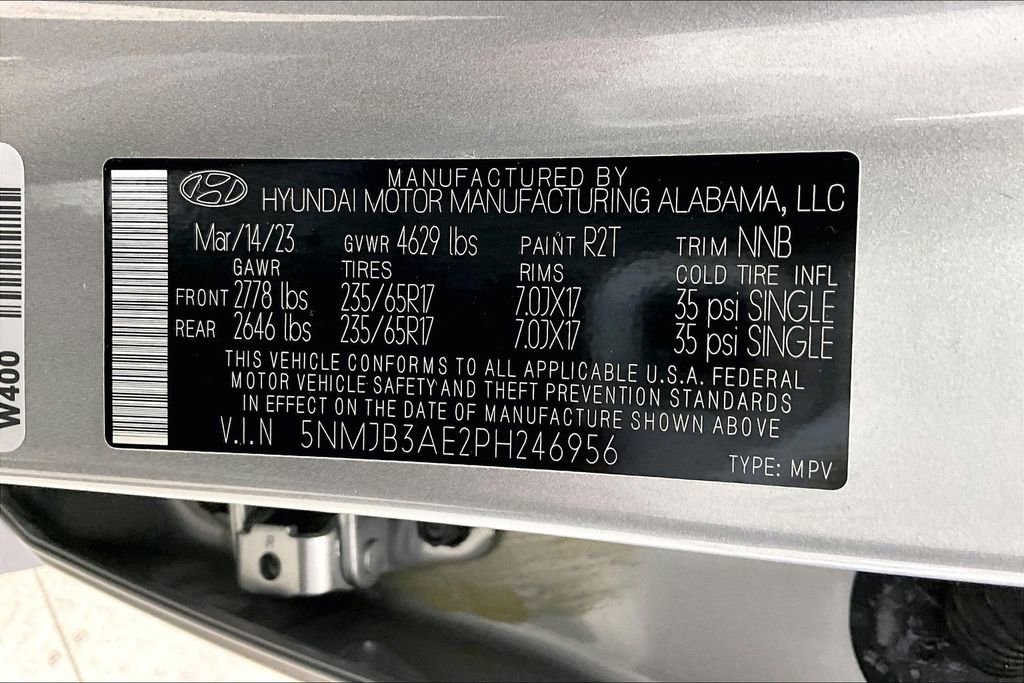 MANUFACTURED BY
HYUNDAI MOTOR MANUFACTURING ALABAMA, LLC
Mar/14/23 GVWR 4629 lbs PAINT R2T TRIM NNB
GAWR TIRES RIMS COLD TIRE INFL
FRONT 2778 lbs 235/65R17 7.0JX17 35 psi SINGLE
REAR 2646 lbs 235/65R17 7.0JX17 35 psi SINGLE
THIS VEHICLE CONFORMS TO ALL APPLICABLE U.S.A. FEDERAL
MOTOR VEHICLE SAFETY AND THEFT PREVENTION STANDARDS
IN EFFECT ON THE DATE OF MANUFACTURE SHOWN ABOVE
V.I.N 5NMJB3AE2PH246956
TYPE: MPV
W400